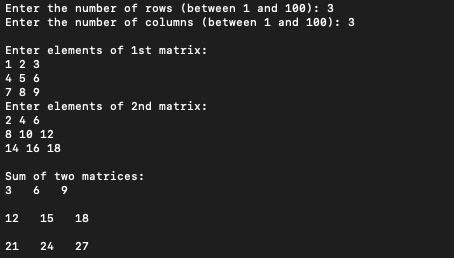 Enter the number of rows (between 1 and 100): 3
Enter the number of columns (between 1 and 100): 3
Enter elements of 1st matrix:
1 2 3
4 5 6
7 8 9
Enter elements of 2nd matrix:
2 4 6
8 10 12
14 16 18
Sum of two matrices:
3   6   9
12   15   18
21   24   27